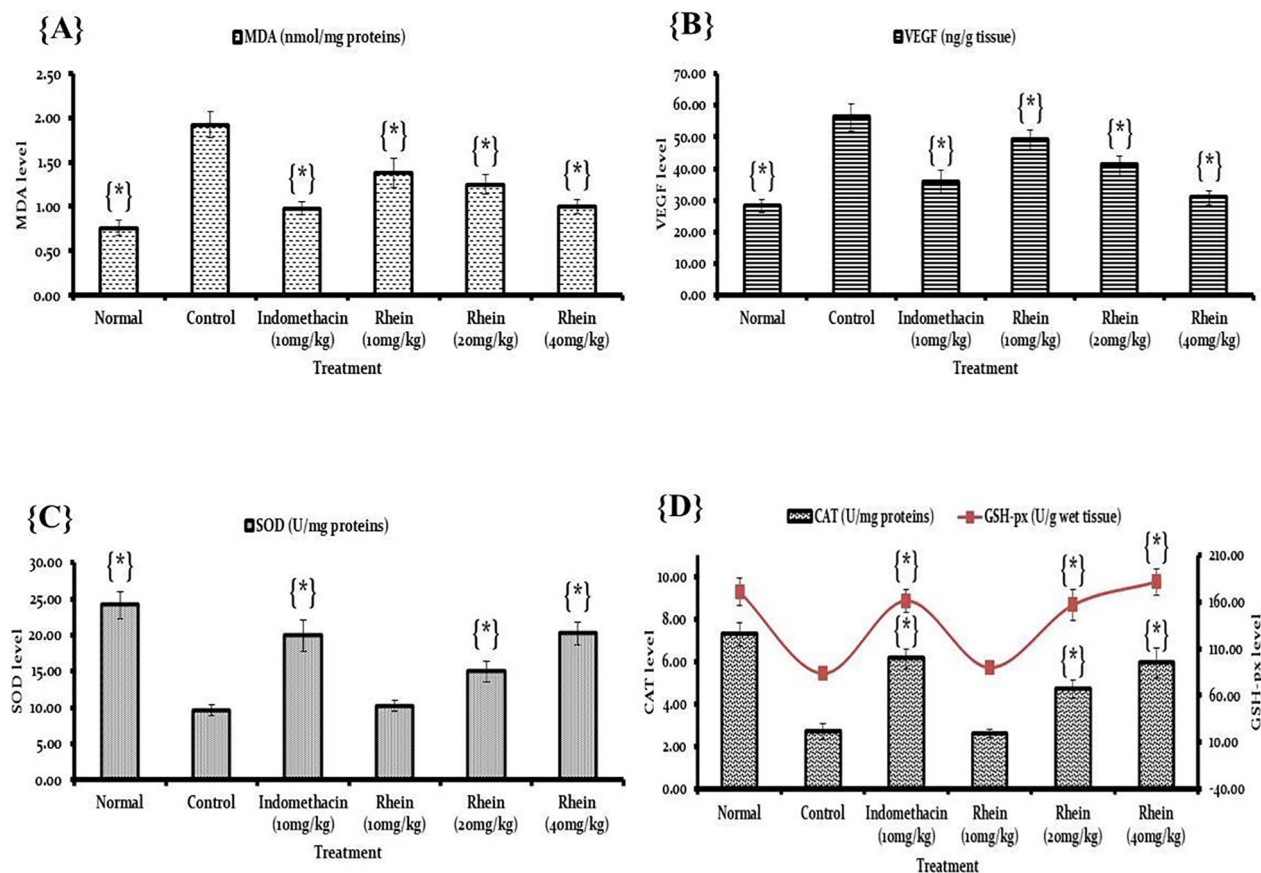 {A}
MDA (nmol/mg proteins)
2.50
2.00
1.50
1.00
0.50
0.00
MDA level
{*}
{*}
{*}
{*}
{*}
Normal Control Indomethacin Rhein Rhein Rhein
(10mg/kg) (10mg/kg) (20mg/kg) (40mg/kg)
Treatment
{B}
VEGF (ng/g tissue)
70.00
60.00
50.00
40.00
30.00
20.00
10.00
0.00
VEGF level
{*}
{*}
{*}
{*}
{*}
Normal Control Indomethacin Rhein Rhein Rhein
(10mg/kg) (10mg/kg) (20mg/kg) (40mg/kg)
Treatment
{C}
SOD (U/mg proteins)
30.00
25.00
20.00
15.00
10.00
5.00
0.00
SOD level
{*}
{*}
{*}
{*}
Normal Control Indomethacin Rhein Rhein Rhein
(10mg/kg) (10mg/kg) (20mg/kg) (40mg/kg)
Treatment
{D}
CAT (U/mg proteins) GSH-px (U/g wet tissue)
10.00
8.00
6.00
4.00
2.00
0.00
CAT level
{*}
{*}
{*}
{*}
{*}
{*}
210.00
160.00
110.00
60.00
10.00
-40.00
GSH-px level
Normal Control Indomethacin Rhein Rhein Rhein
(10mg/kg) (10mg/kg) (20mg/kg) (40mg/kg)
Treatment